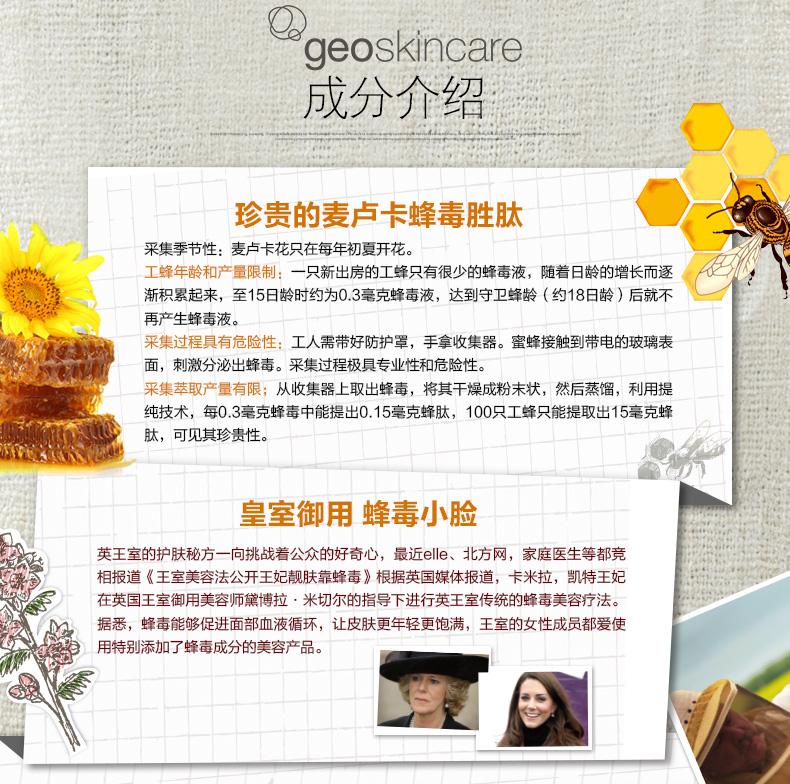 geoskincare
成分介绍
珍贵的麦卢卡蜂毒胜肽
采集季节性：麦卢卡花只在每年初夏开花。
工蜂年龄和产量限制；一只新出房的工蜂只有很少的蜂毒液，随着日龄的增长而逐
渐积累起来，至15日龄时约为0.3毫克蜂毒液，达到守卫蜂龄（约18日龄）后就不
再产生蜂毒液。
采集过程具有危险性；工人需带好防护罩，手拿收集器。蜜蜂接触到带电的玻璃表
面，刺激分泌出蜂毒。采集过程极具专业性和危险性。
采集萃取产量有限；从收集器上取出蜂毒，将其干燥成粉末状，然后蒸馏，利用提
纯技术，每0.3毫克蜂毒中能提出0.15毫克蜂肽，100只工蜂只能提取出15毫克蜂
肽，可见其珍贵性。
皇室御用 蜂毒小脸
英王室的护肤秘方一向挑战着公众的好奇心，最近elle、北方网，家庭医生等都竞
相报道《王室美容法公开王妃靓肤靠蜂毒》根据英国媒体报道，卡米拉，凯特王妃
在英国王室御用美容师黛博拉·米切尔的指导下进行英王室传统的蜂毒美容疗法。
据悉，蜂毒能够促进面部血液循环，让皮肤更年轻更饱满，王室的女性成员都爱使
用特别添加了蜂毒成分的美容产品。